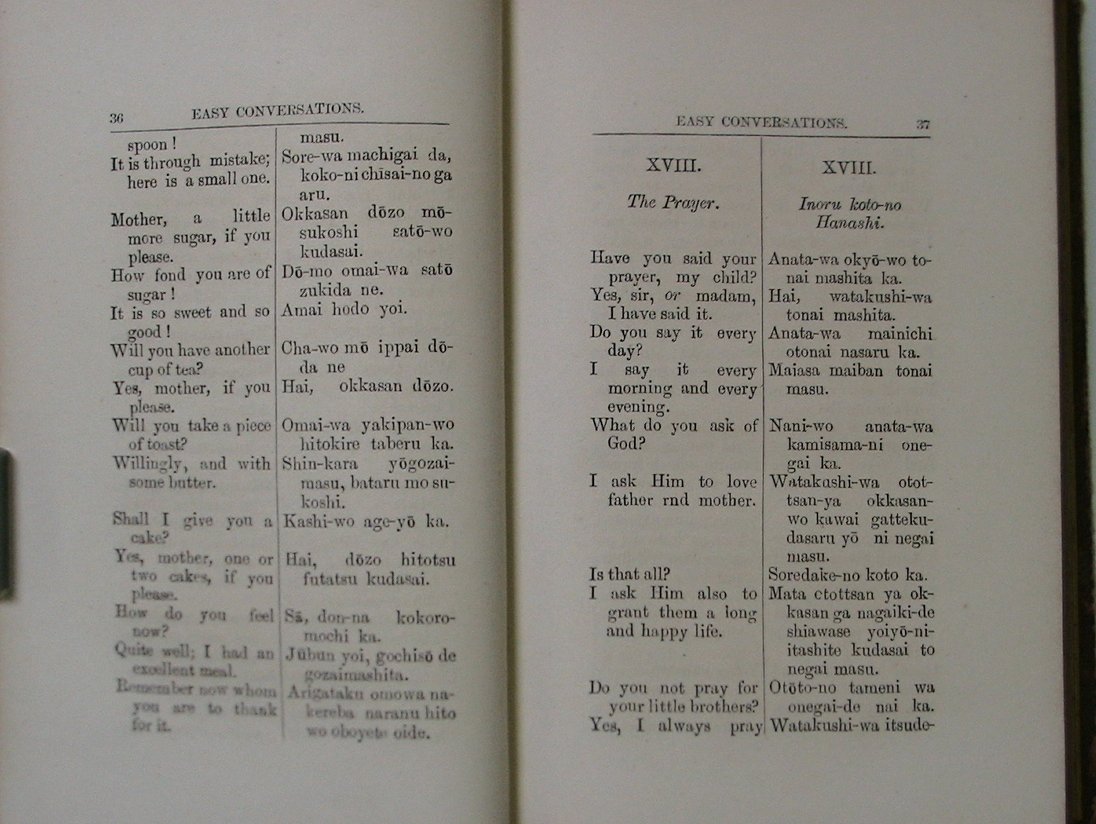 36 EASY CONVERSATIONS.
spoon !
It is through mistake;
here is a small one.
Mother, a little
more sugar, if you
please.
How fond you are of
sugar !
It is so sweet and so
good !
Will you have another
cup of tea?
Yes, mother, if you
please.
Will you take a piece
of toast?
Willingly, and with
some butter.
Shall I give you a
cake?
Yes, mother, one or
two cakes, if you
please.
How do you feel
now?
Quite well; I had an
excellent meal.
Remember now whom
you are to thank
for it.
masu.
Sore-wa machigai da,
koko-ni chisai-no ga
aru.
Okkasan dōzo mō-
sukoshi satō-wo
kudasai.
Dō-mo omai-wa satō
zukida ne.
Amai hodo yoi.
Cha-wo mō ippai dō-
da ne
Hai, okkasan dōzo.
Omai-wa yakipan-wo
hitokire taberu ka.
Shin-kara yōgozai-
masu, bataru mo su-
koshi.
Kashi-wo age-yō ka.
Hai, dōzo hitotsu
futatsu kudasai.
Sā, don-na kokoro-
mochi ka.
Jūbun yoi, gochisō de
gozaimashita.
Arigataku omowa na-
kereba naranu hito
wo oboyete oide.
EASY CONVERSATIONS. 37
XVIII.
The Prayer.
Have you said your
prayer, my child?
Yes, sir, or madam,
I have said it.
Do you say it every
day?
I say it every
morning and every
evening.
What do you ask of
God?
I ask Him to love
father rnd mother.
Is that all?
I ask Him also to
grant them a long
and happy life.
Do you not pray for
your little brothers?
Yes, I always pray
XVIII.
Inoru koto-no
Hanashi.
Anata-wa okyō-wo to-
nai mashita ka.
Hai, watakushi-wa
tonai mashita.
Anata-wa mainichi
otonai nasaru ka.
Maiasa maiban tonai
masu.
Nani-wo anata-wa
kamisama-ni one-
gai ka.
Watakushi-wa otot-
tsan-ya okkasan-
wo kawai gatteku-
dasaru yō ni negai
masu.
Soredake-no koto ka.
Mata otottsan ya ok-
kasan ga nagaiki-de
shiawase yoiyō-ni-
itashite kudasai to
negai masu.
Otōto-no tameni wa
onegai-de nai ka.
Watakushi-wa itsude-